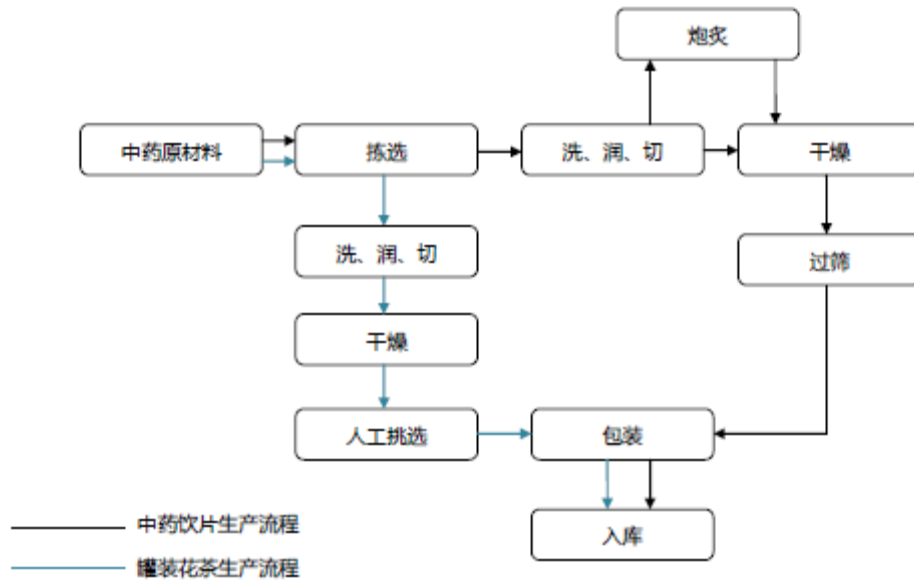 炮炙
中药原材料
拣选
洗、润、切
干燥
洗、润、切
过筛
干燥
人工挑选
包装
中药饮片生产流程
入库
罐装花茶生产流程